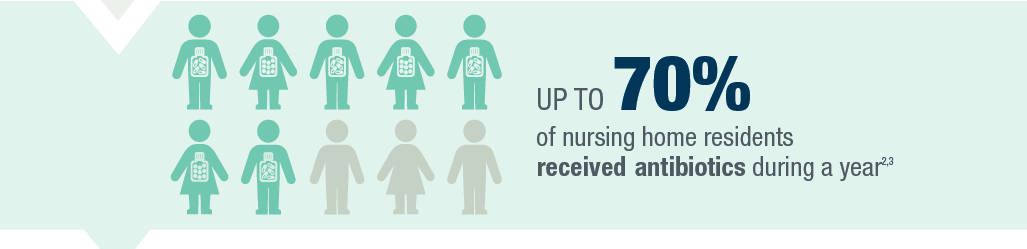 UP TO 70%
of nursing home residents
received antibiotics during a year2,3